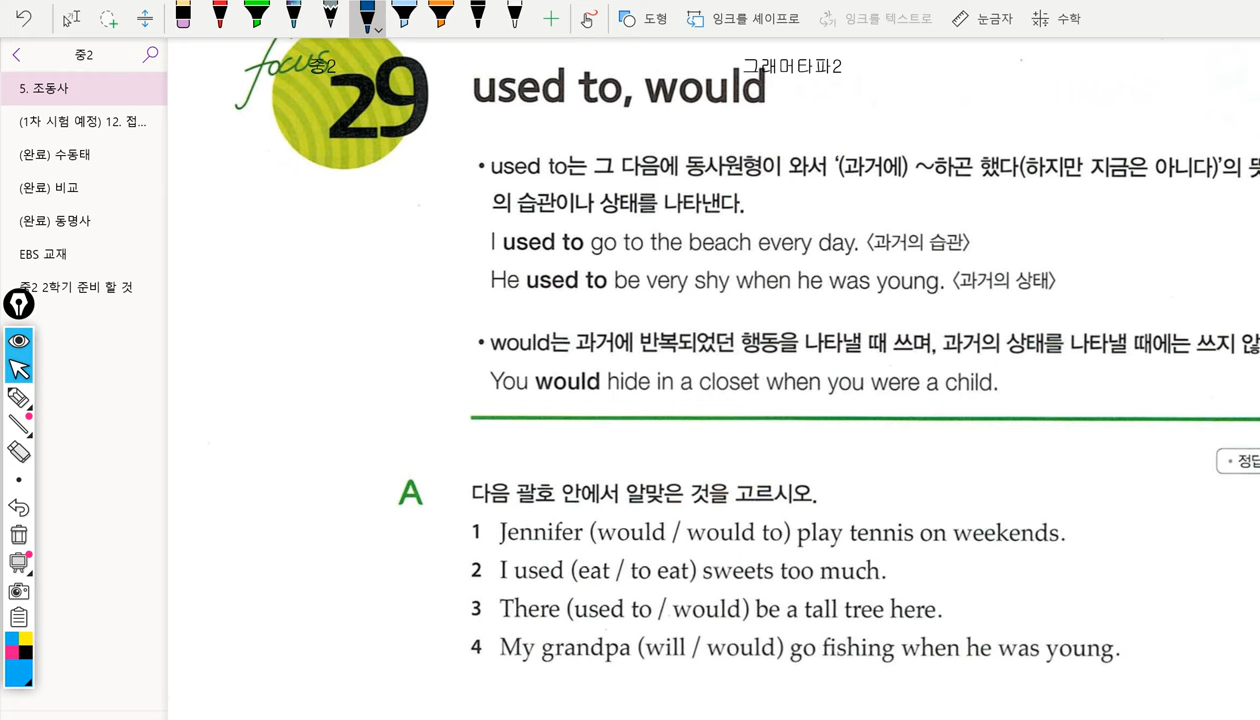 도형
잉크를 셰이프로
잉크를 텍스트로
눈금자
수학
중2
5. 조동사
(1차 시험 예정) 12. 접...
(완료) 수동태
(완료) 비교
(완료) 동명사
EBS 교재
중2 2학기 준비 할 것
focus
중2
29
그래머타파2
used to, would
• used to는 그 다음에 동사원형이 와서 ‘(과거에) ~하곤 했다(하지만 지금은 아니다)’의
의 습관이나 상태를 나타낸다.
I used to go to the beach every day. 〈과거의 습관〉
He used to be very shy when he was young. 〈과거의 상태〉
• would는 과거에 반복되었던 행동을 나타낼 때 쓰며, 과거의 상태를 나타낼 때에는 쓰지 않
You would hide in a closet when you were a child.
• 정답
A 다음 괄호 안에서 알맞은 것을 고르시오.
1 Jennifer (would / would to) play tennis on weekends.
2 I used (eat / to eat) sweets too much.
3 There (used to / would) be a tall tree here.
4 My grandpa (will / would) go fishing when he was young.